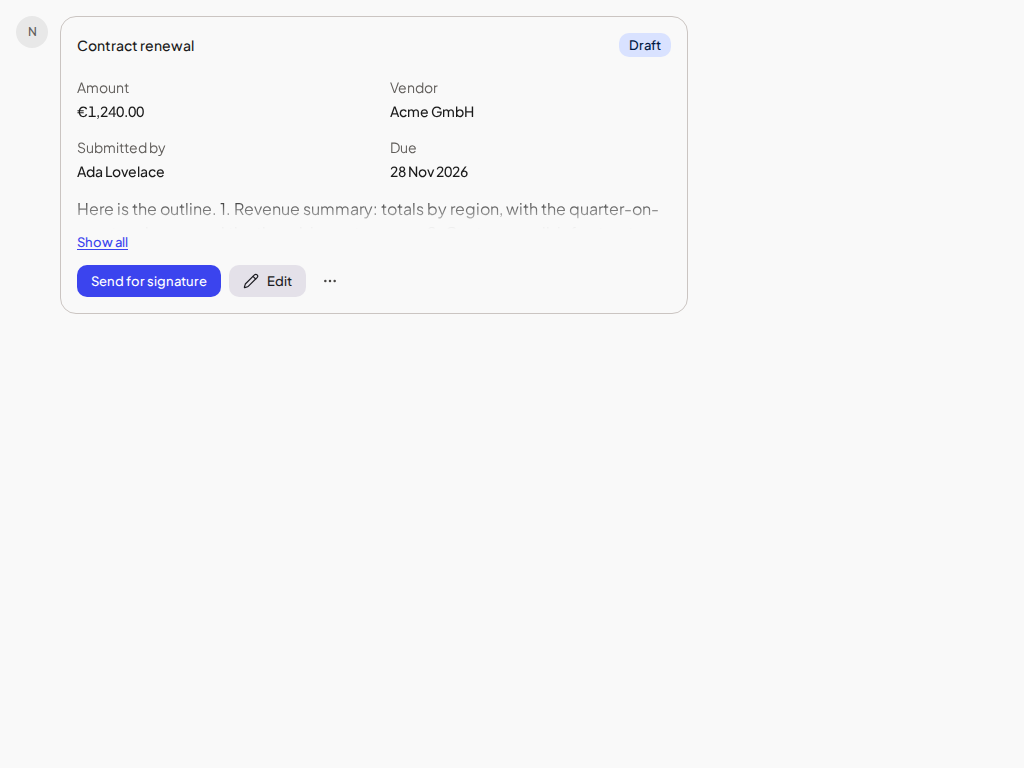 N
Contract renewal
Draft
Amount
Vendor
€1,240.00
Acme GmbH
Submitted by
Due
Ada Lovelace
28 Nov 2026
Here is the outline. 1. Revenue summary: totals by region, with the quarter-on-
Show all
Send for signature
Edit